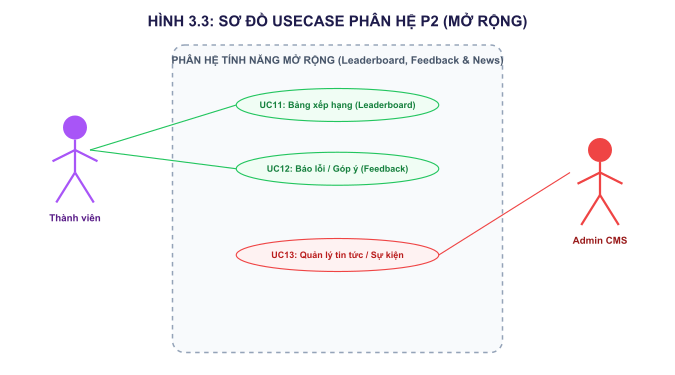 HÌNH 3.3: SƠ ĐỒ USECASE PHÂN HỆ P2 (MỞ RỘNG)
PHÂN HỆ TÍNH NĂNG MỞ RỘNG (Leaderboard, Feedback & News)
UC11: Bảng xếp hạng (Leaderboard)
UC12: Báo lỗi / Góp ý (Feedback)
Thành viên
Admin CMS
UC13: Quản lý tin tức / Sự kiện